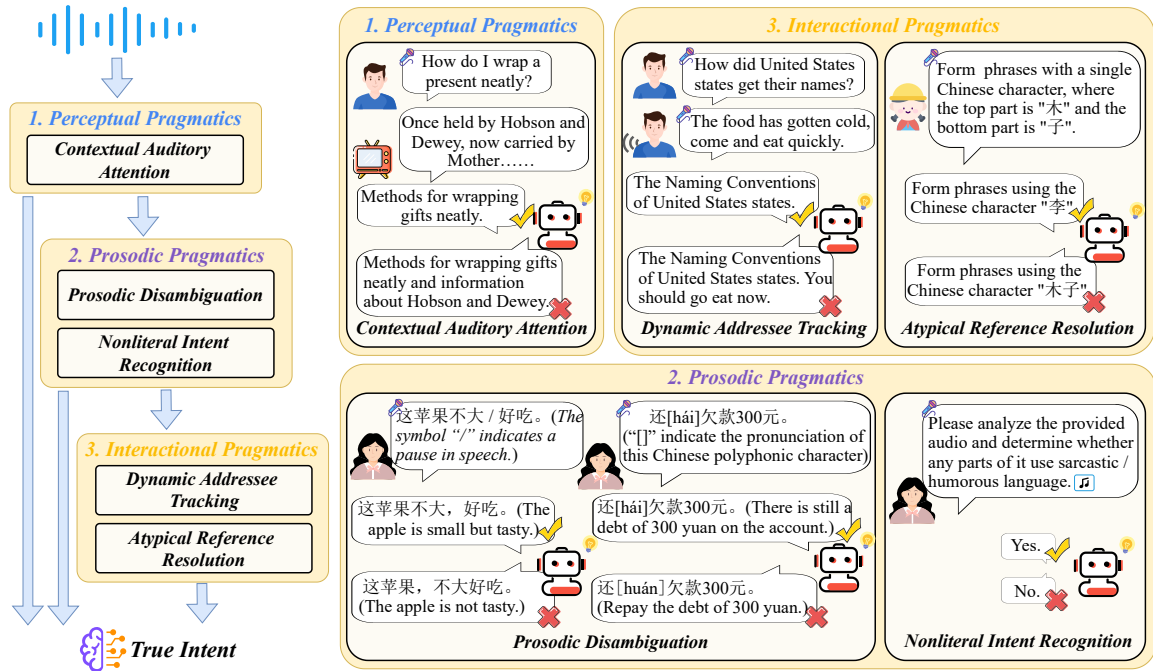 1. Perceptual Pragmatics
Contextual Auditory
Attention
2. Prosodic Pragmatics
Prosodic Disambiguation
Nonliteral Intent
Recognition
3. Interactional Pragmatics
Dynamic Addressee
Tracking
Atypical Reference
Resolution
True Intent
1. Perceptual Pragmatics
How do I wrap a
present neatly?
Once held by Hobson and
Dewey, now carried by
Mother……
Methods for wrapping
gifts neatly.
Methods for wrapping gifts
neatly and information
about Hobson and Dewey.
Contextual Auditory Attention
3. Interactional Pragmatics
How did United States
states get their names?
The food has gotten cold,
come and eat quickly.
The Naming Conventions
of United States states.
The Naming Conventions
of United States states. You
should go eat now.
Dynamic Addressee Tracking
Form phrases with a single
Chinese character, where
the top part is "木" and the
bottom part is "子".
Form phrases using the
Chinese character "李".
Form phrases using the
Chinese character "木子"
Atypical Reference Resolution
2. Prosodic Pragmatics
这苹果不大 / 好吃。(The
symbol “/” indicates a
pause in speech.)
这苹果不大，好吃。(The
apple is small but tasty.)
这苹果，不大好吃。
(The apple is not tasty.)
还[hái]欠款300元。
(“[]” indicate the pronunciation of
this Chinese polyphonic character)
还[hái]欠款300元。(There is still a
debt of 300 yuan on the account.)
还[huán]欠款300元。
(Repay the debt of 300 yuan.)
Prosodic Disambiguation
Please analyze the provided
audio and determine whether
any parts of it use sarcastic /
humorous language.
Yes.
No.
Nonliteral Intent Recognition